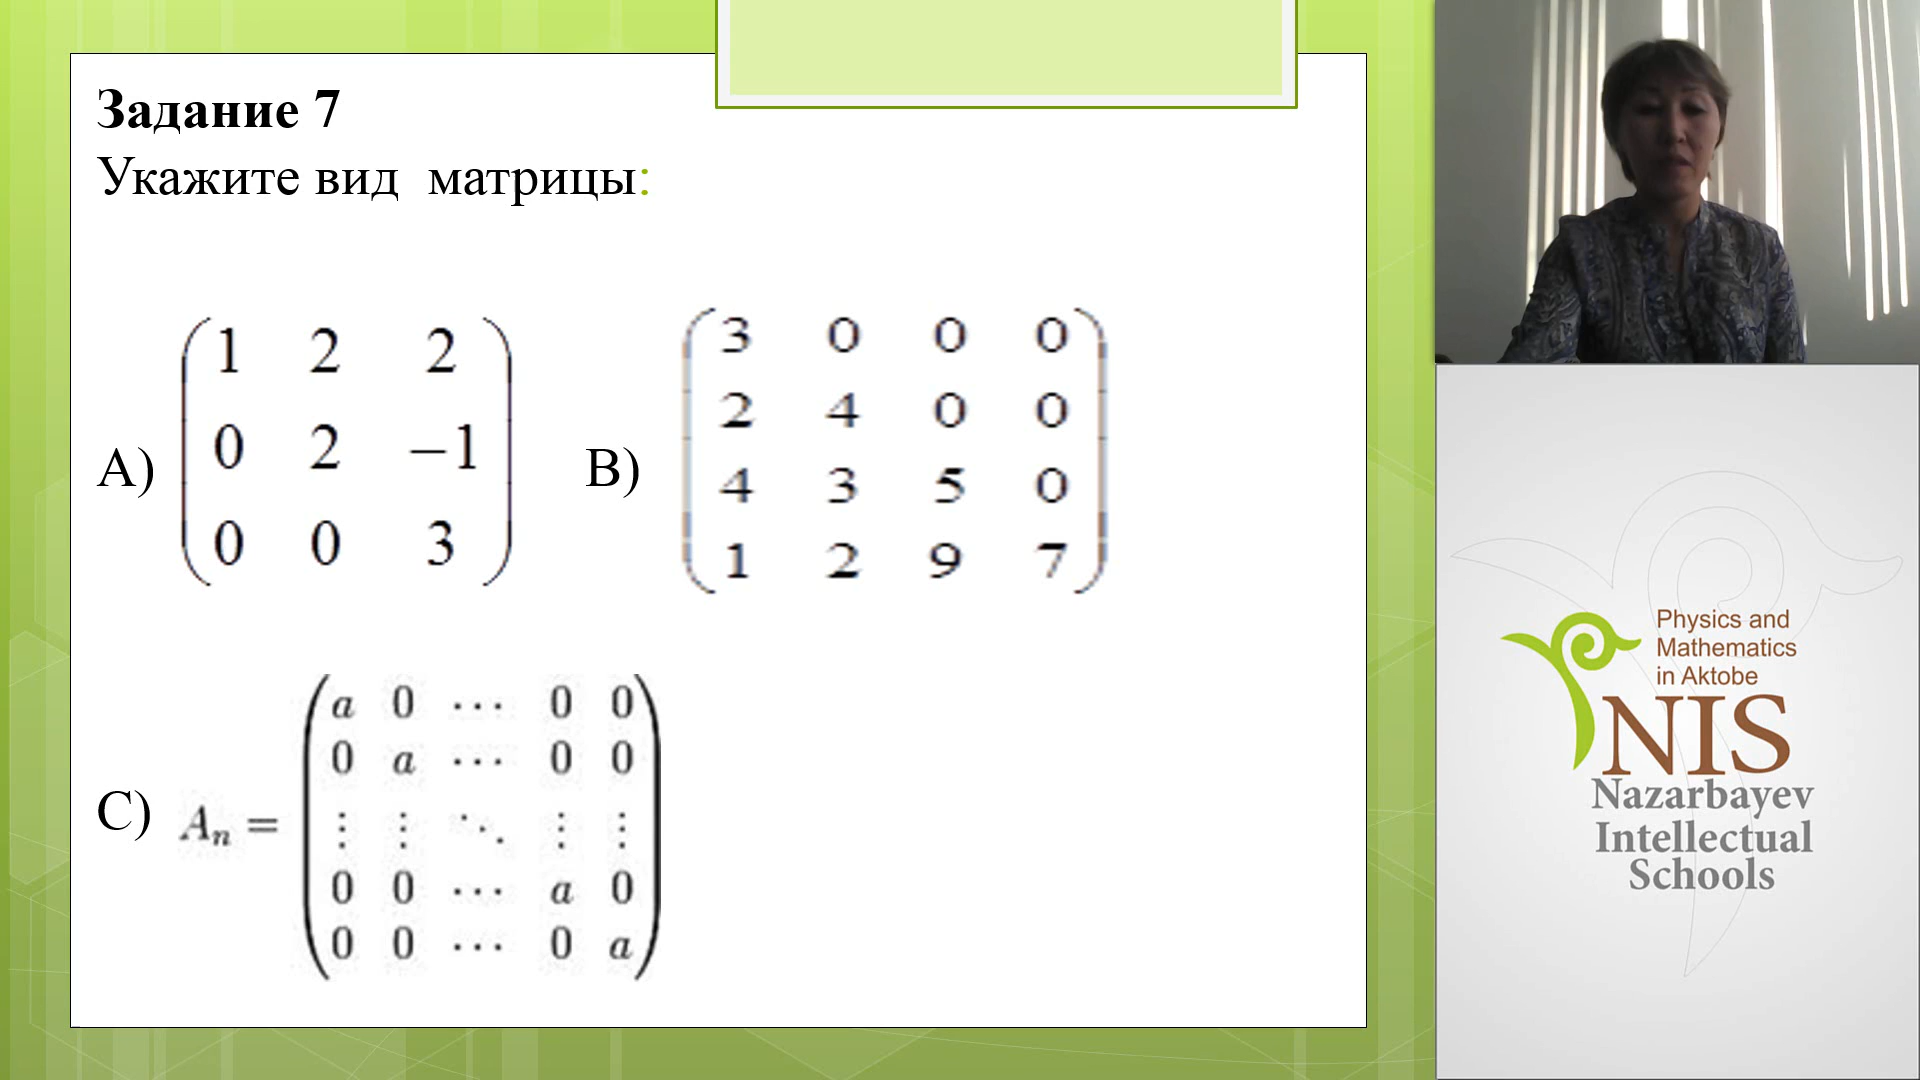 Задание 7
Укажите вид матрицы:
A)
1 2 2
0 2 −1
0 0 3
B)
3 0 0 0
2 4 0 0
4 3 5 0
1 2 9 7
C) Aₙ =
a 0 ⋯ 0 0
0 a ⋯ 0 0
⋮ ⋮ ⋱ ⋮ ⋮
0 0 ⋯ a 0
0 0 ⋯ 0 a
Physics and
Mathematics
in Aktobe
NIS
Nazarbayev
Intellectual
Schools